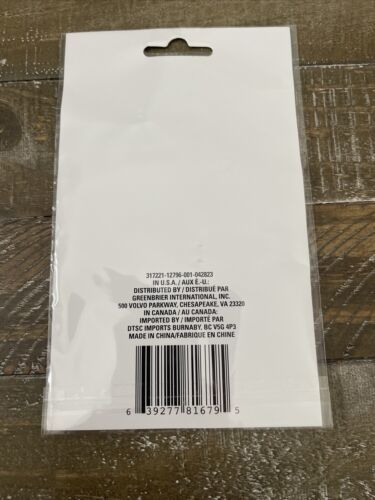 317221-12796-001-042823
IN U.S.A. / AUX É.-U.:
DISTRIBUTED BY / DISTRIBUÉ PAR
GREENBRIER INTERNATIONAL, INC.
500 VOLVO PARKWAY, CHESAPEAKE, VA 23320
IN CANADA / AU CANADA:
IMPORTED BY / IMPORTÉ PAR
DTSC IMPORTS BURNABY, BC V5G 4P3
MADE IN CHINA/FABRIQUE EN CHINE
6 39277 81679 5